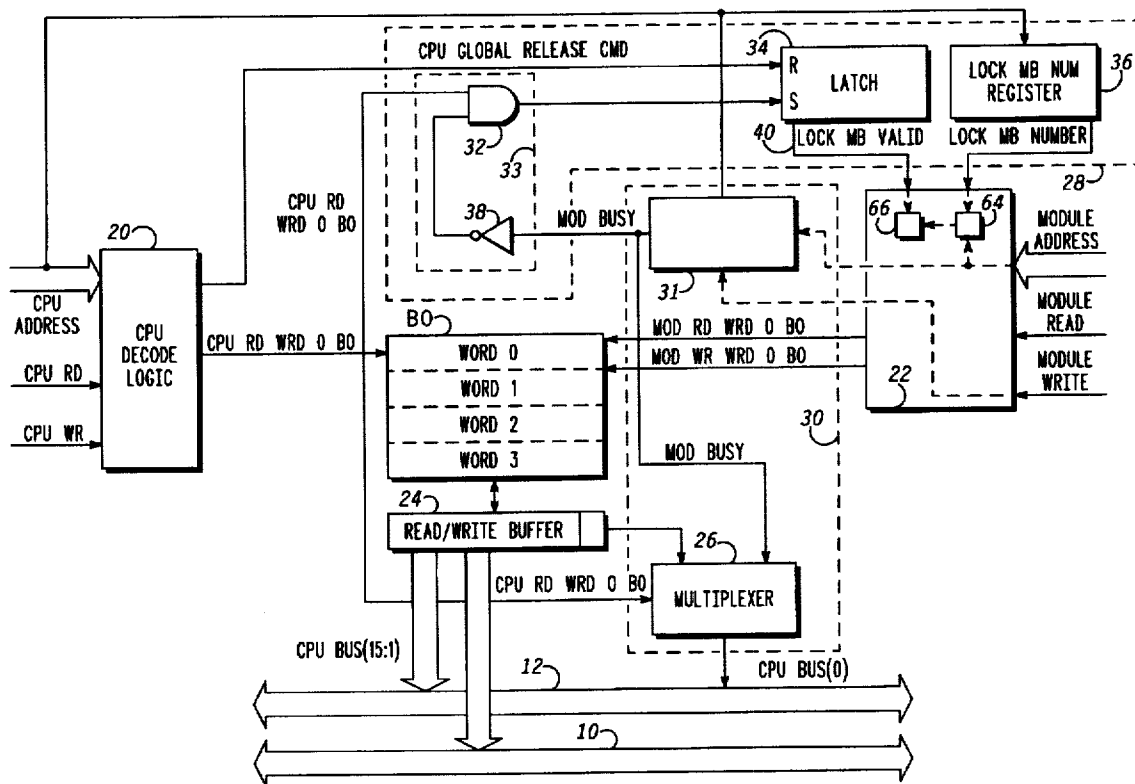 CPU GLOBAL RELEASE CMD
34
R
S
LATCH
LOCK MB NUM
REGISTER
36
32
33
40
LOCK MB VALID
LOCK MB NUMBER
28
CPU RD
WRD 0 B0
38
MOD BUSY
31
66
64
MODULE
ADDRESS
20
CPU
ADDRESS
CPU
DECODE
LOGIC
CPU RD
CPU WR
CPU RD WRD 0 B0
B0
WORD 0
WORD 1
WORD 2
WORD 3
MOD RD WRD 0 B0
MOD WR WRD 0 B0
MODULE
READ
MODULE
WRITE
22
30
MOD BUSY
24
READ/WRITE BUFFER
26
CPU RD WRD 0 B0
MULTIPLEXER
CPU BUS(15:1)
CPU BUS(0)
12
10